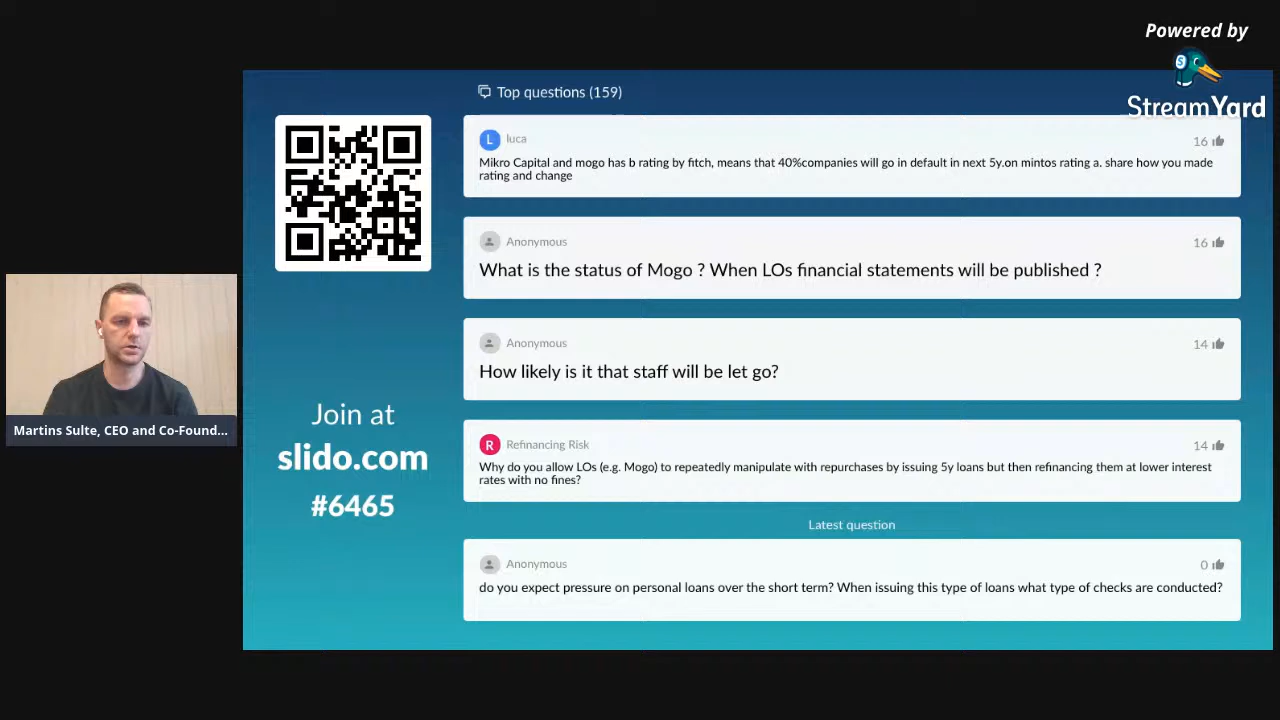 Powered by
StreamYard
Top questions (159)
L luca
16
Mikro Capital and mogo has b rating by fitch, means that 40%companies will go in default in next 5y.on mintos rating a. share how you made
rating and change
Anonymous
16
What is the status of Mogo ? When LOs financial statements will be published ?
Anonymous
14
How likely is it that staff will be let go?
R Refinancing Risk
14
Why do you allow LOs (e.g. Mogo) to repeatedly manipulate with repurchases by issuing 5y loans but then refinancing them at lower interest
rates with no fines?
Latest question
Anonymous
0
do you expect pressure on personal loans over the short term? When issuing this type of loans what type of checks are conducted?
Join at
slido.com
#6465
Martins Sulte, CEO and Co-Found...